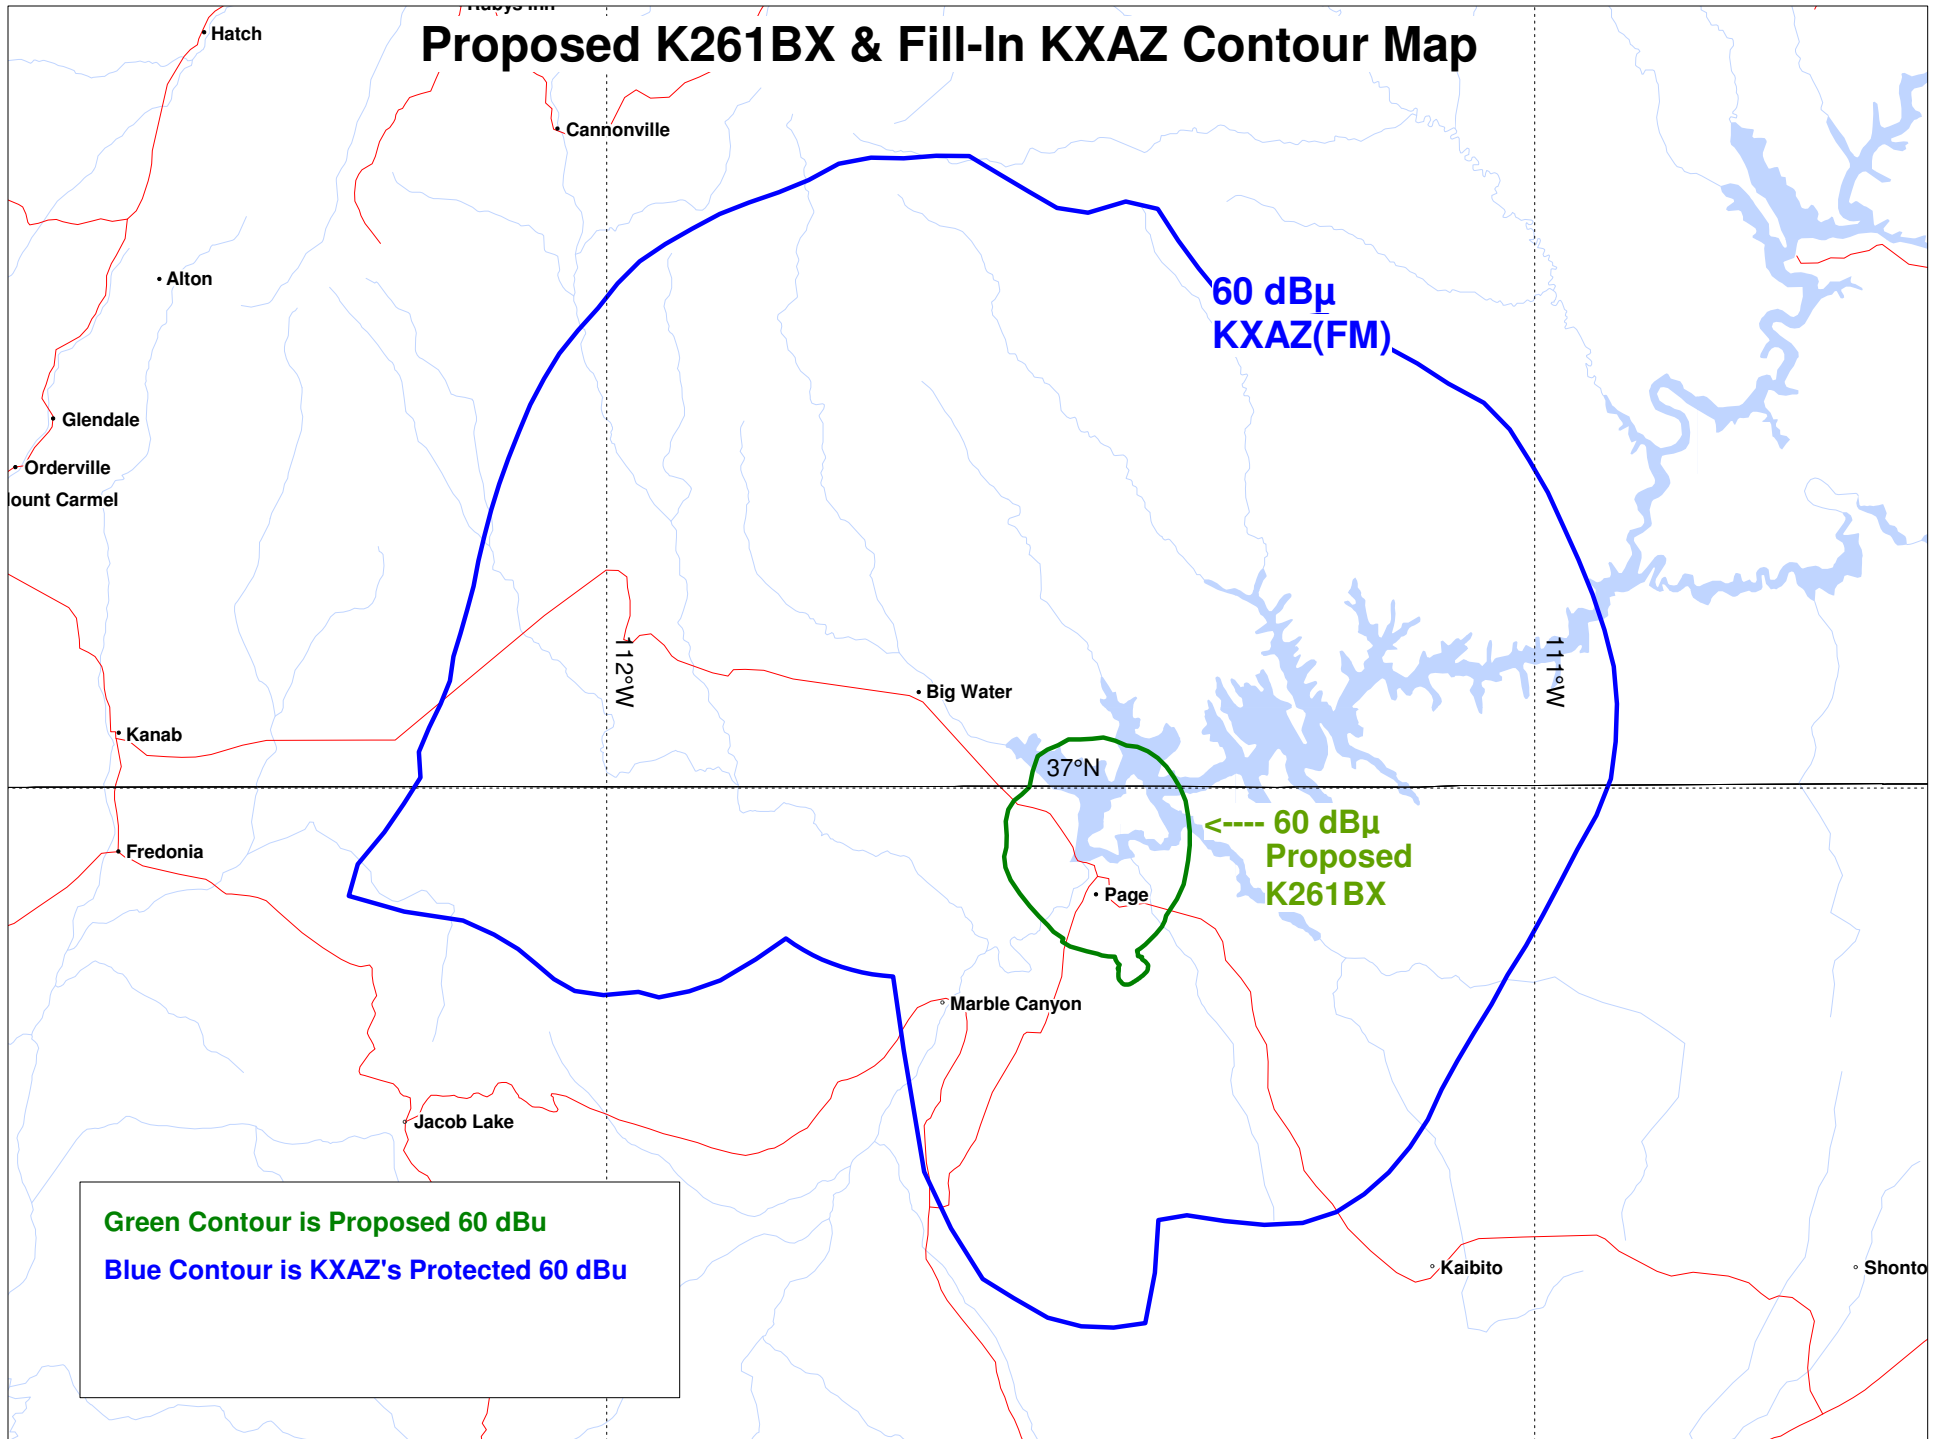 Proposed K261BX & Fill-In KXAZ Contour Map
Hatch
Cannonville
Alton
60 dBµ
KXAZ(FM)
Glendale
Orderville
Mount Carmel
112°W
111°W
Big Water
Kanab
37°N
<---- 60 dBµ
Proposed
K261BX
Fredonia
Page
Marble Canyon
Jacob Lake
Green Contour is Proposed 60 dBu
Blue Contour is KXAZ's Protected 60 dBu
Kaibito
Shonto